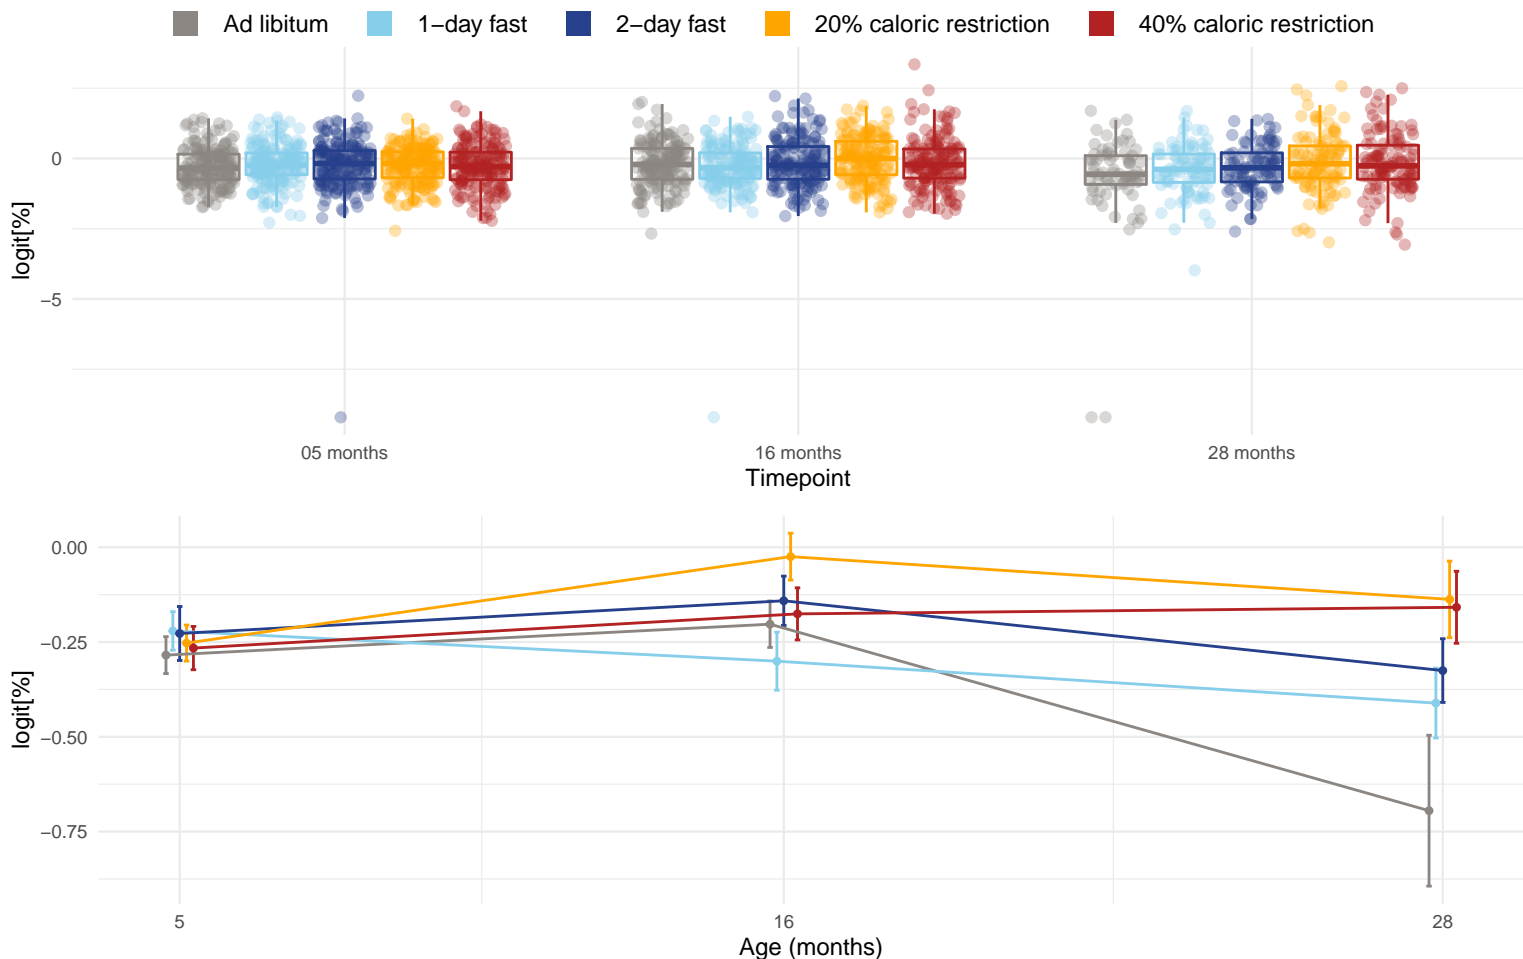 Ad libitum 1−day fast 2−day fast 20% caloric restriction 40% caloric restriction
0
−5
logit[%]
05 months 16 months 28 months
Timepoint
0.00
−0.25
−0.50
−0.75
logit[%]
5 16 28
Age (months)